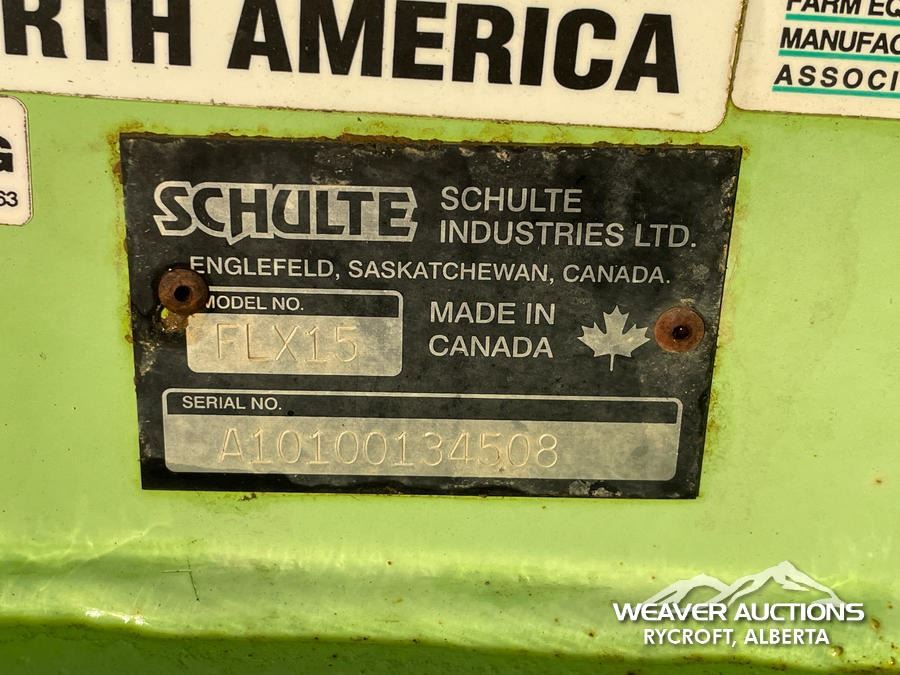 RTH AMERICA
FARM EQ
MANUFAC
ASSOCI
G
63
SCHULTE
SCHULTE
INDUSTRIES LTD.
ENGLEFELD, SASKATCHEWAN, CANADA.
MODEL NO.
FLX15
MADE IN
CANADA
SERIAL NO.
A10100134508
WEAVER AUCTIONS
RYCROFT, ALBERTA